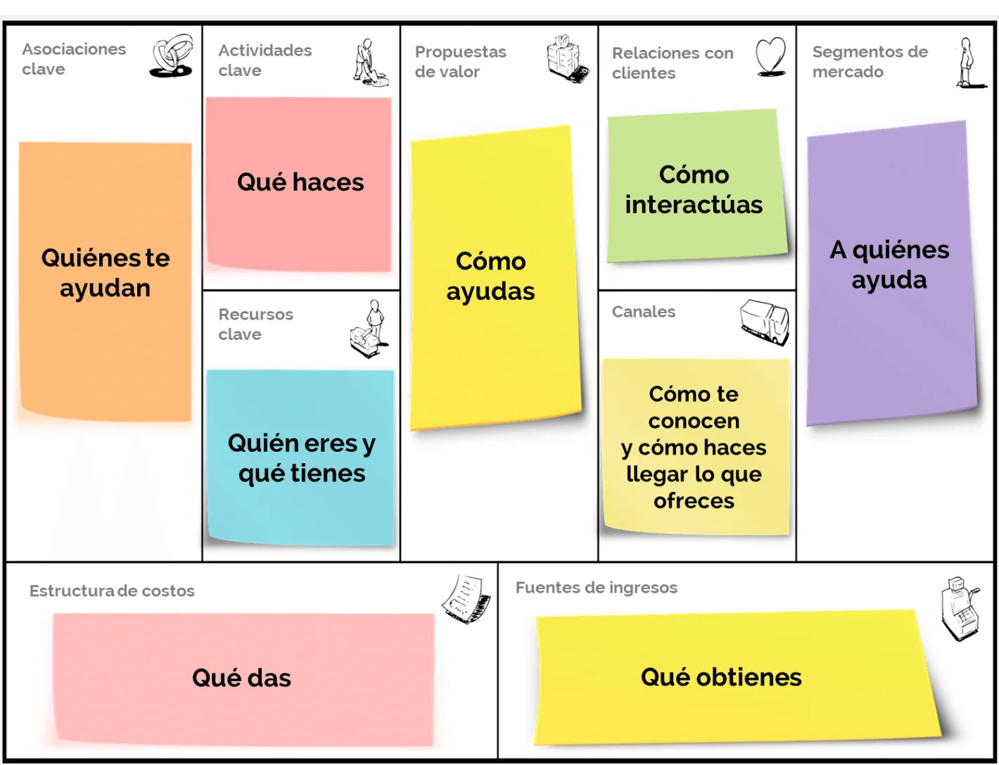 Asociaciones
clave
Quiénes te
ayudan
Actividades
clave
Qué haces
Recursos
clave
Quién eres y
qué tienes
Propuestas
de valor
Cómo
ayudas
Relaciones con
clientes
Cómo
interactúas
Canales
Cómo te
conocen
y cómo haces
llegar lo que
ofreces
Segmentos de
mercado
A quiénes
ayuda
Estructura de costos
Qué das
Fuentes de ingresos
Qué obtienes